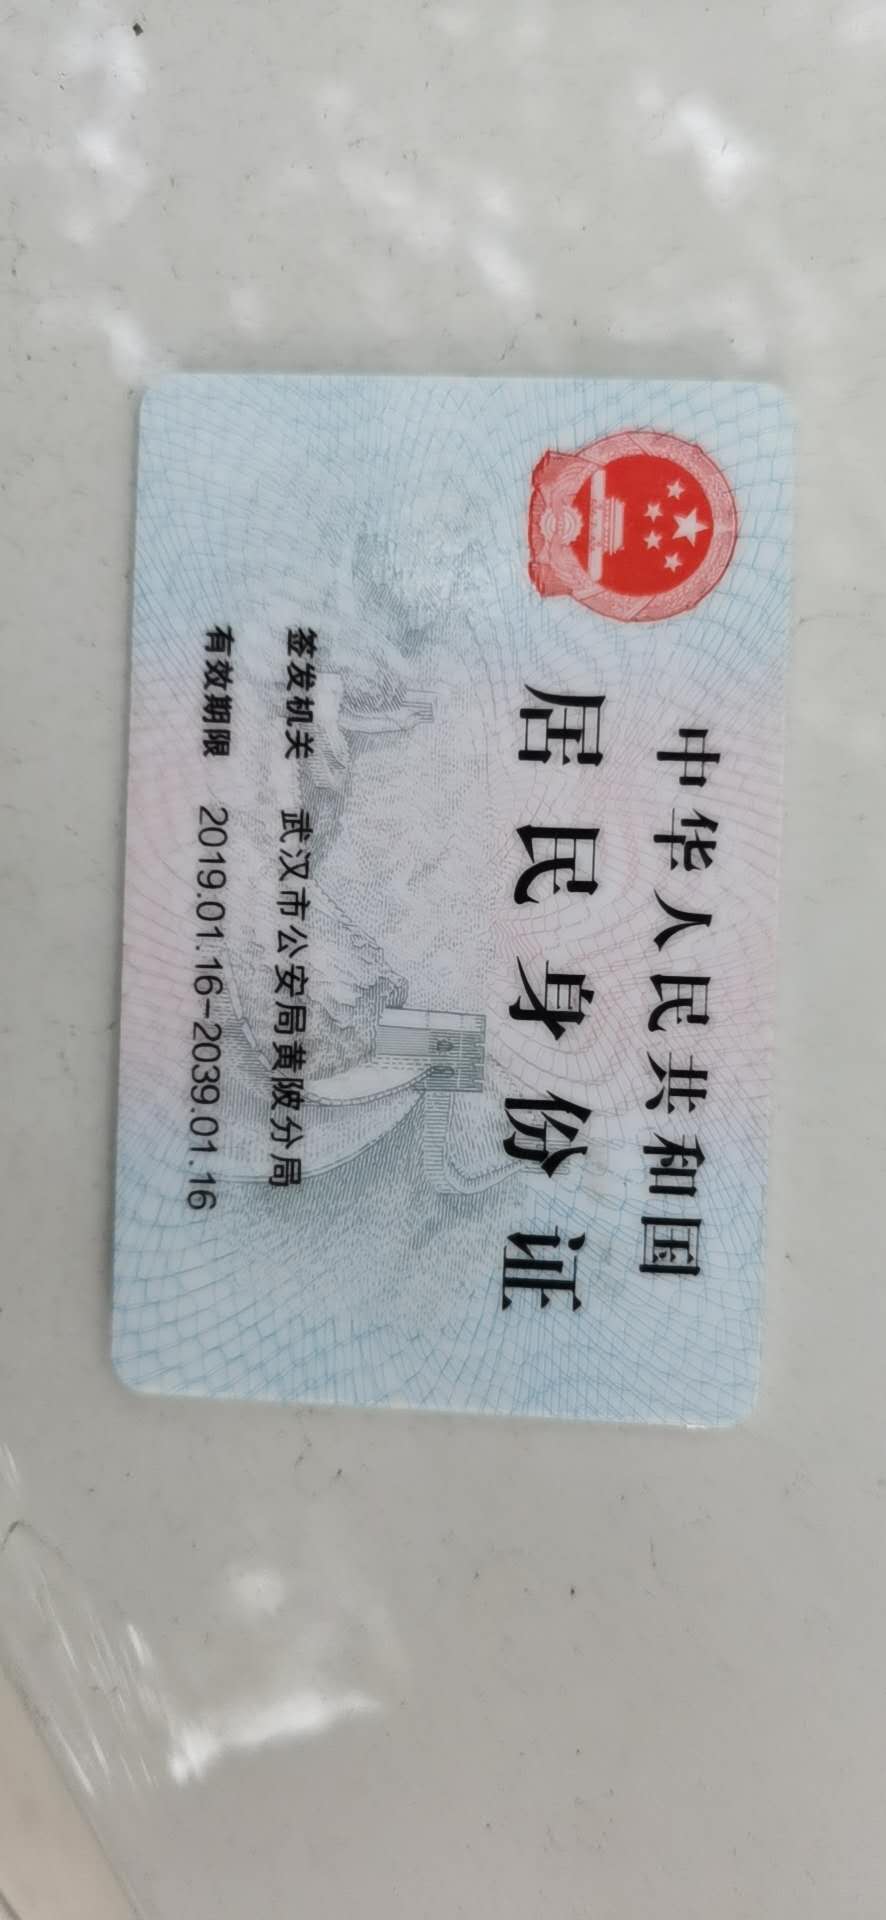 中华人民共和国
居民身份证
签发机关 武汉市公安局黄陂分局
有效期限 2019.01.16-2039.01.16